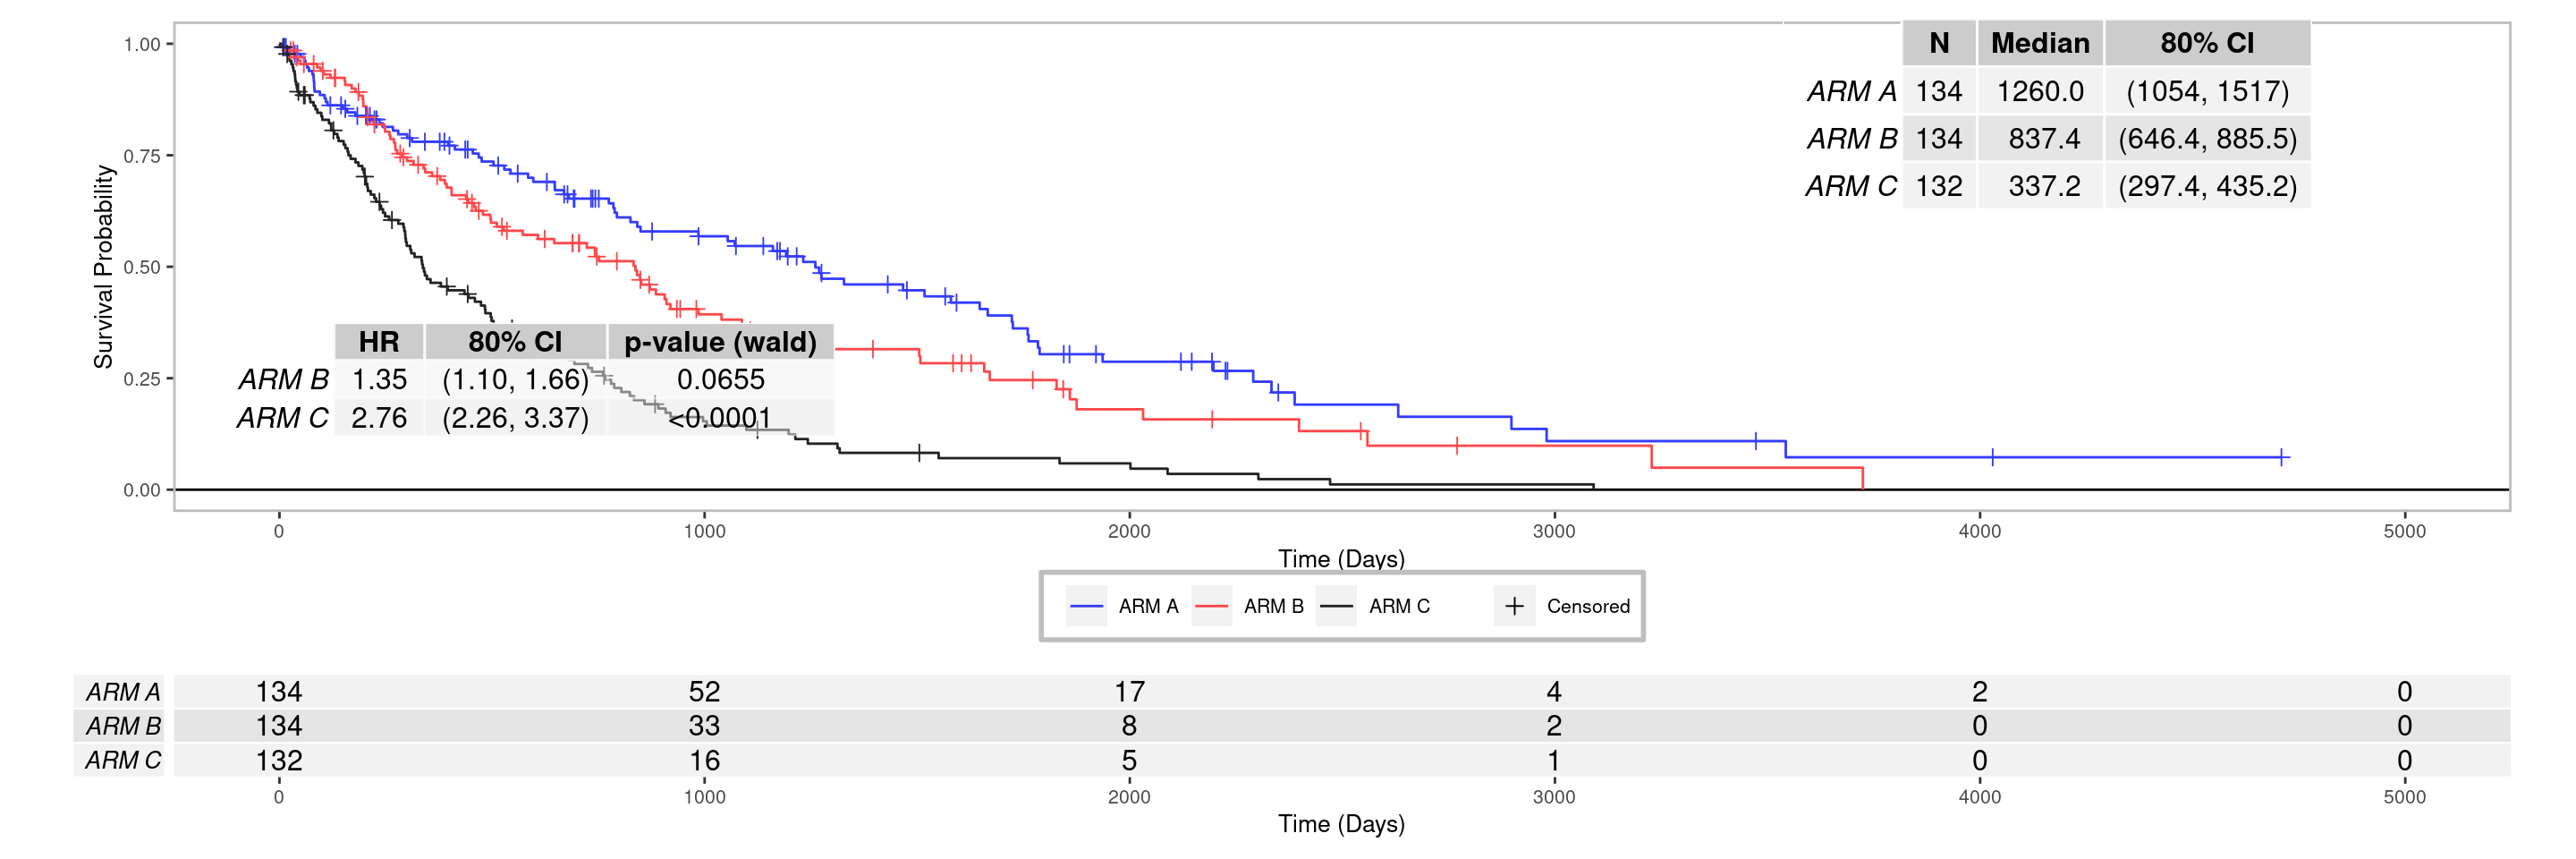 N Median 80% CI
ARM A 134 1260.0 (1054, 1517)
ARM B 134 837.4 (646.4, 885.5)
ARM C 132 337.2 (297.4, 435.2)
Survival Probability
1.00
0.75
0.50
0.25
0.00
HR 80% CI p-value (wald)
ARM B 1.35 (1.10, 1.66) 0.0655
ARM C 2.76 (2.26, 3.37) <0.0001
0 1000 2000 3000 4000 5000
Time (Days)
ARM A ARM B ARM C Censored
ARM A 134 52 17 4 2 0
ARM B 134 33 8 2 0 0
ARM C 132 16 5 1 0 0
0 1000 2000 3000 4000 5000
Time (Days)